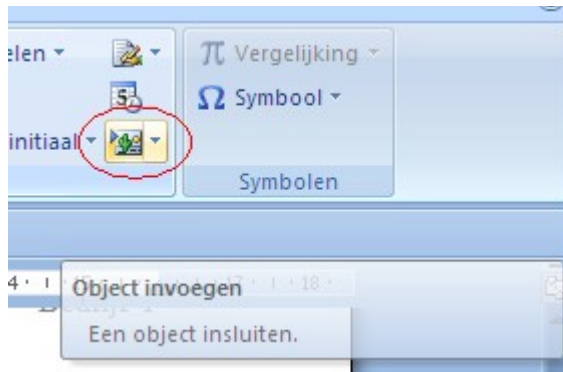 elen
π Vergelijking
Ω Symbool
initiaal
Symbolen
Object invoegen
Een object insluiten.